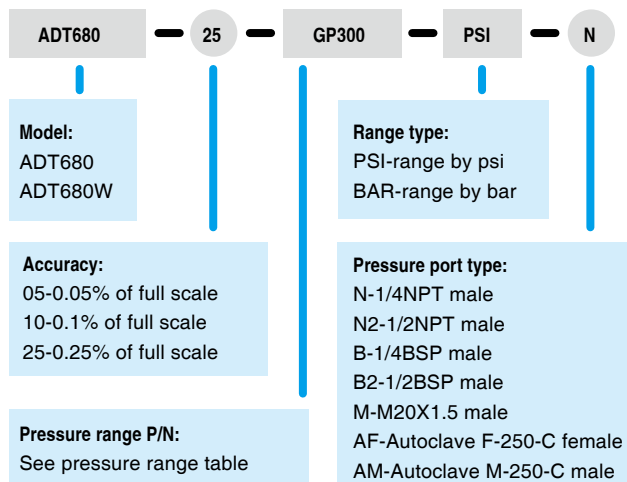 ADT680 25 GP300 PSI N
Model:
ADT680
ADT680W
Accuracy:
05-0.05% of full scale
10-0.1% of full scale
25-0.25% of full scale
Pressure range P/N:
See pressure range table
Range type:
PSI-range by psi
BAR-range by bar
Pressure port type:
N-1/4NPT male
N2-1/2NPT male
B-1/4BSP male
B2-1/2BSP male
M-M20X1.5 male
AF-Autoclave F-250-C female
AM-Autoclave M-250-C male